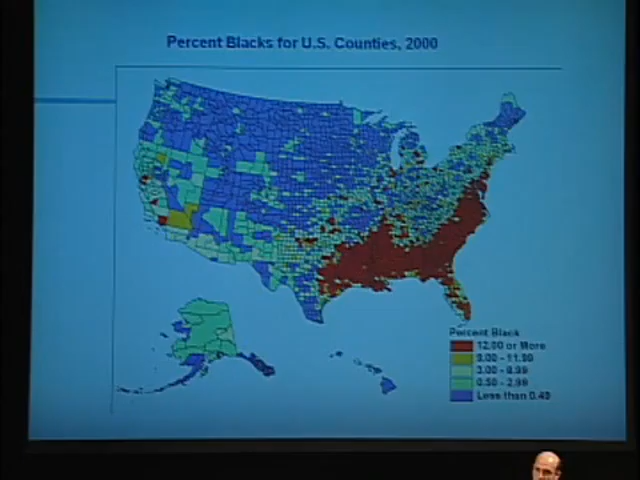 Percent Blacks for U.S. Counties, 2000
Percent Black
12.00 or More
9.00 - 11.99
3.00 - 8.99
0.50 - 2.99
Less than 0.49